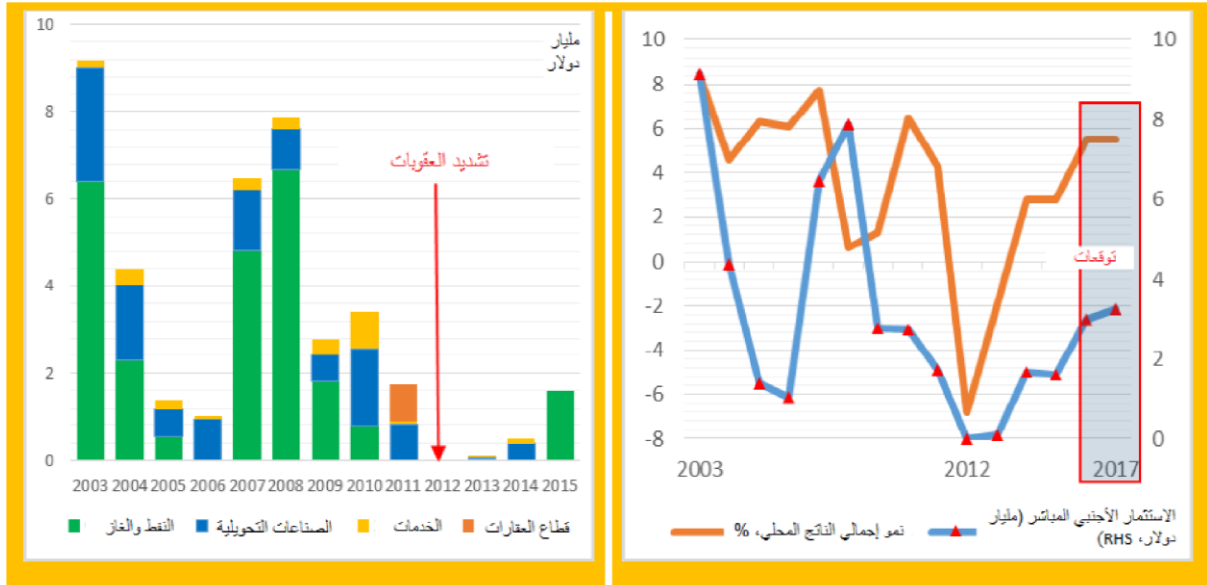 10
مليار
دولار
8
6
4
2
0
تشديد العقوبات
2003 2004 2005 2006 2007 2008 2009 2010 2011 2012 2013 2014 2015
النفط والغاز
الصناعات التحويلية
الخدمات
قطاع العقارات
10
8
6
4
2
0
-2
-4
-6
-8
10
8
6
4
2
0
توقعات
2003 2012 2017
نمو إجمالي الناتج المحلي، %
الاستثمار الأجنبي المباشر (مليار
دولار، RHS)